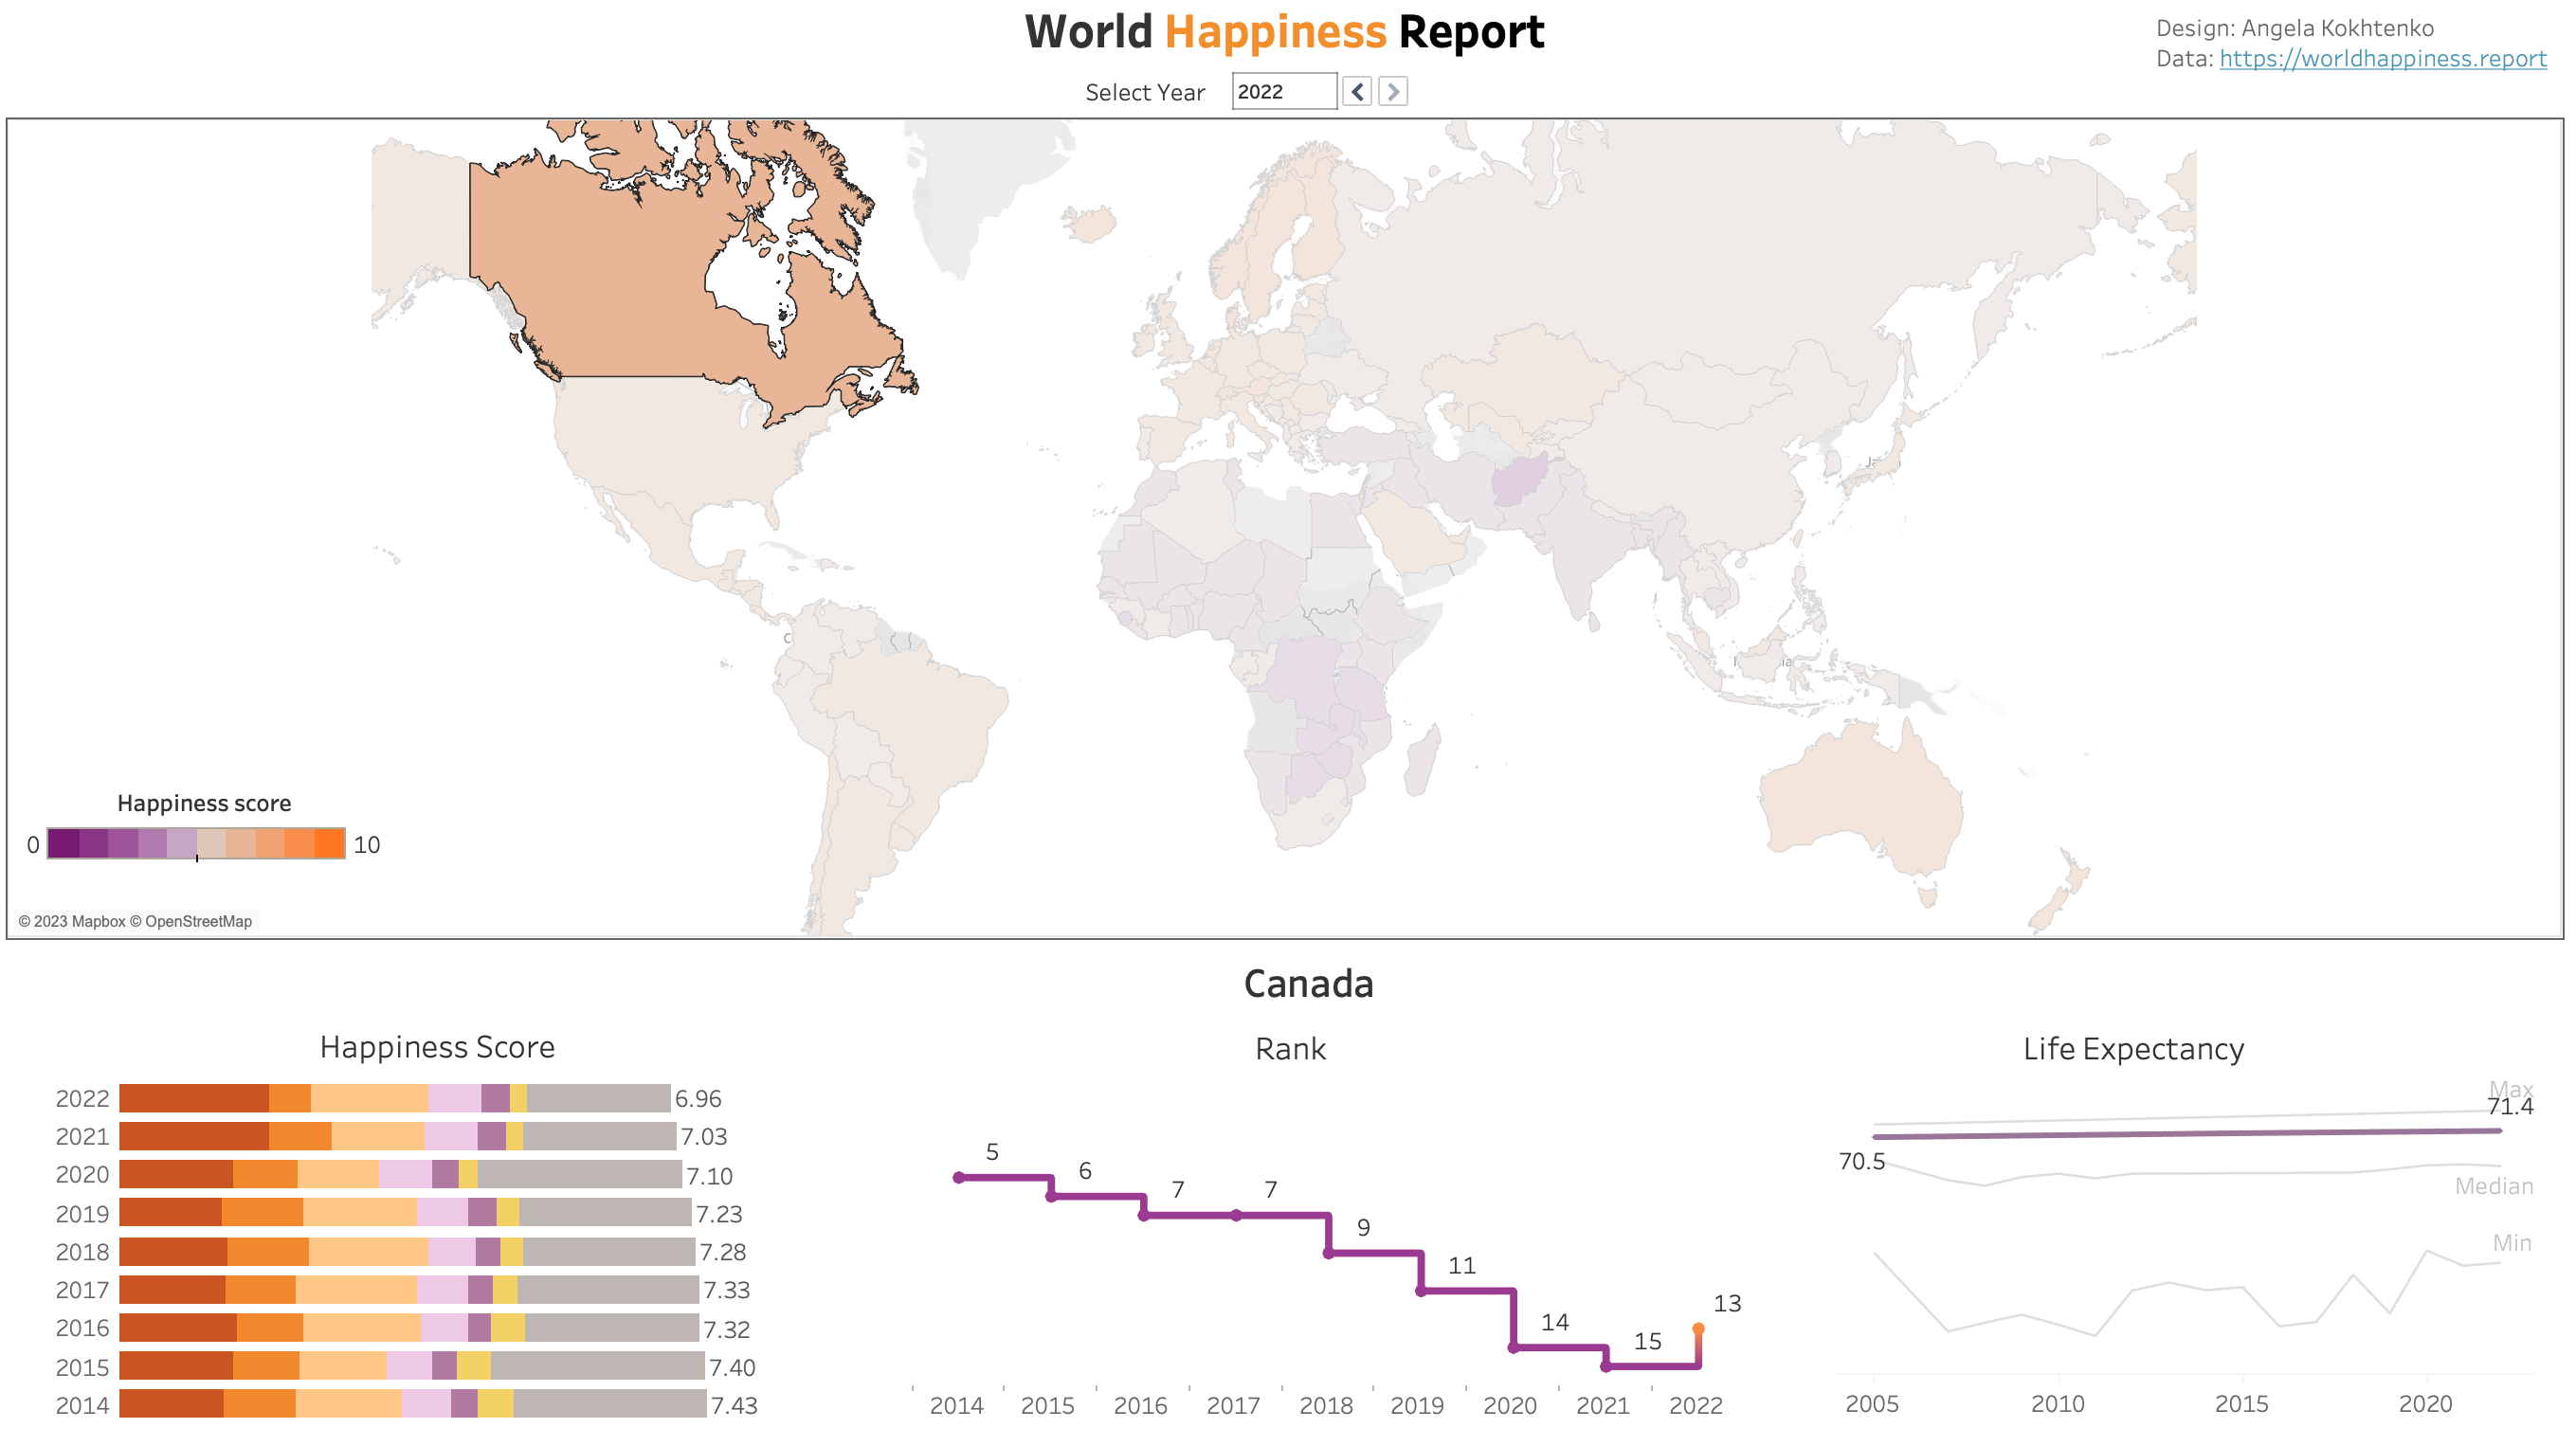 World Happiness Report
Design: Angela Kokhtenko
Data: https://worldhappiness.report
Select Year 2022
Happiness score
0 10
© 2023 Mapbox © OpenStreetMap
Canada
Happiness Score
2022 6.96
2021 7.03
2020 7.10
2019 7.23
2018 7.28
2017 7.33
2016 7.32
2015 7.40
2014 7.43
Rank
5
6
7
7
9
11
14
15
13
2014 2015 2016 2017 2018 2019 2020 2021 2022
Life Expectancy
Max
71.4
70.5
Median
Min
2005 2010 2015 2020